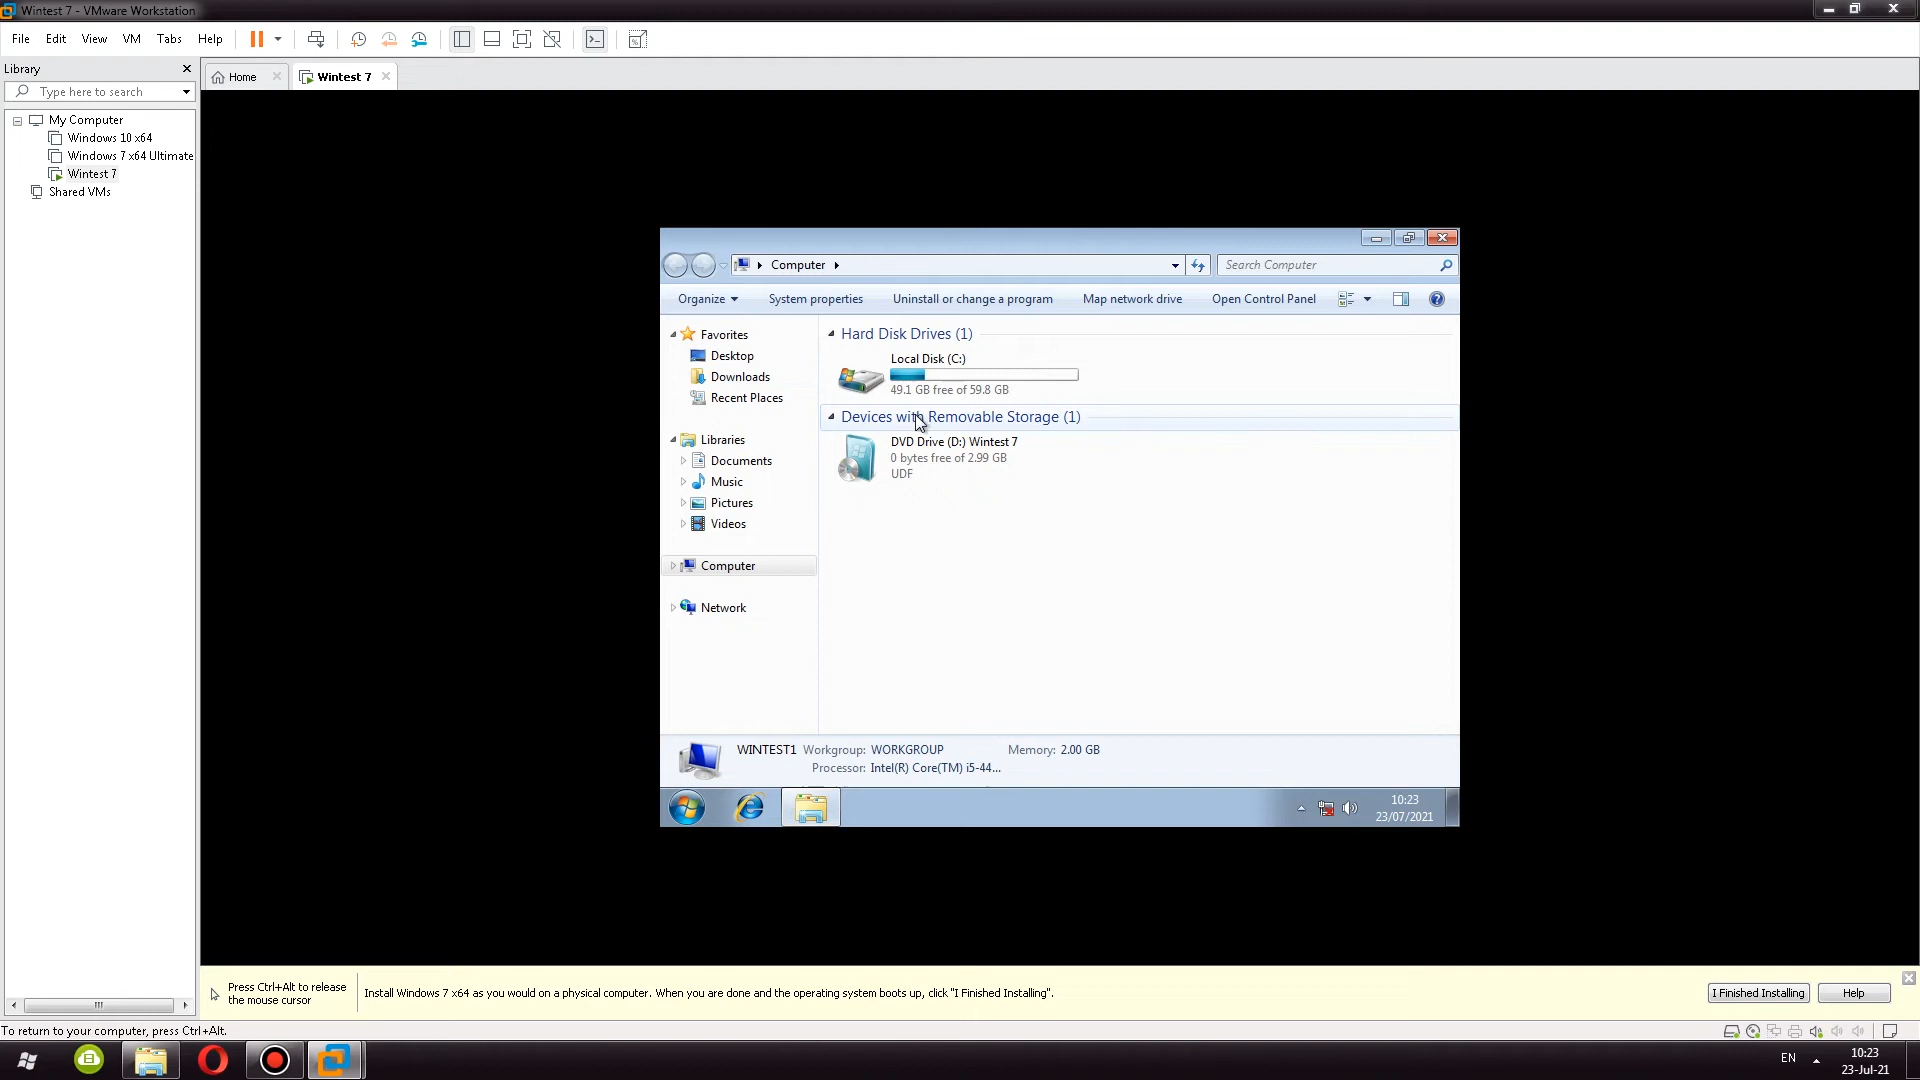 Wintest 7 - VMware Workstation
File Edit View VM Tabs Help
Library
Type here to search
My Computer
Windows 10 x64
Windows 7 x64 Ultimate
Wintest 7
Shared VMs
Home
Wintest 7
Computer
Search Computer
Organize System properties Uninstall or change a program Map network drive Open Control Panel
Favorites
Desktop
Downloads
Recent Places
Libraries
Documents
Music
Pictures
Videos
Computer
Network
Hard Disk Drives (1)
Local Disk (C:)
49.1 GB free of 59.8 GB
Devices with Removable Storage (1)
DVD Drive (D:) Wintest 7
0 bytes free of 2.99 GB
UDF
WINTEST1 Workgroup: WORKGROUP Memory: 2.00 GB
Processor: Intel(R) Core(TM) i5-44...
10:23
23/07/2021
Press Ctrl+Alt to release
the mouse cursor
Install Windows 7 x64 as you would on a physical computer. When you are done and the operating system boots up, click "I Finished Installing".
I Finished Installing
Help
To return to your computer, press Ctrl+Alt.
EN
10:23
23-Jul-21